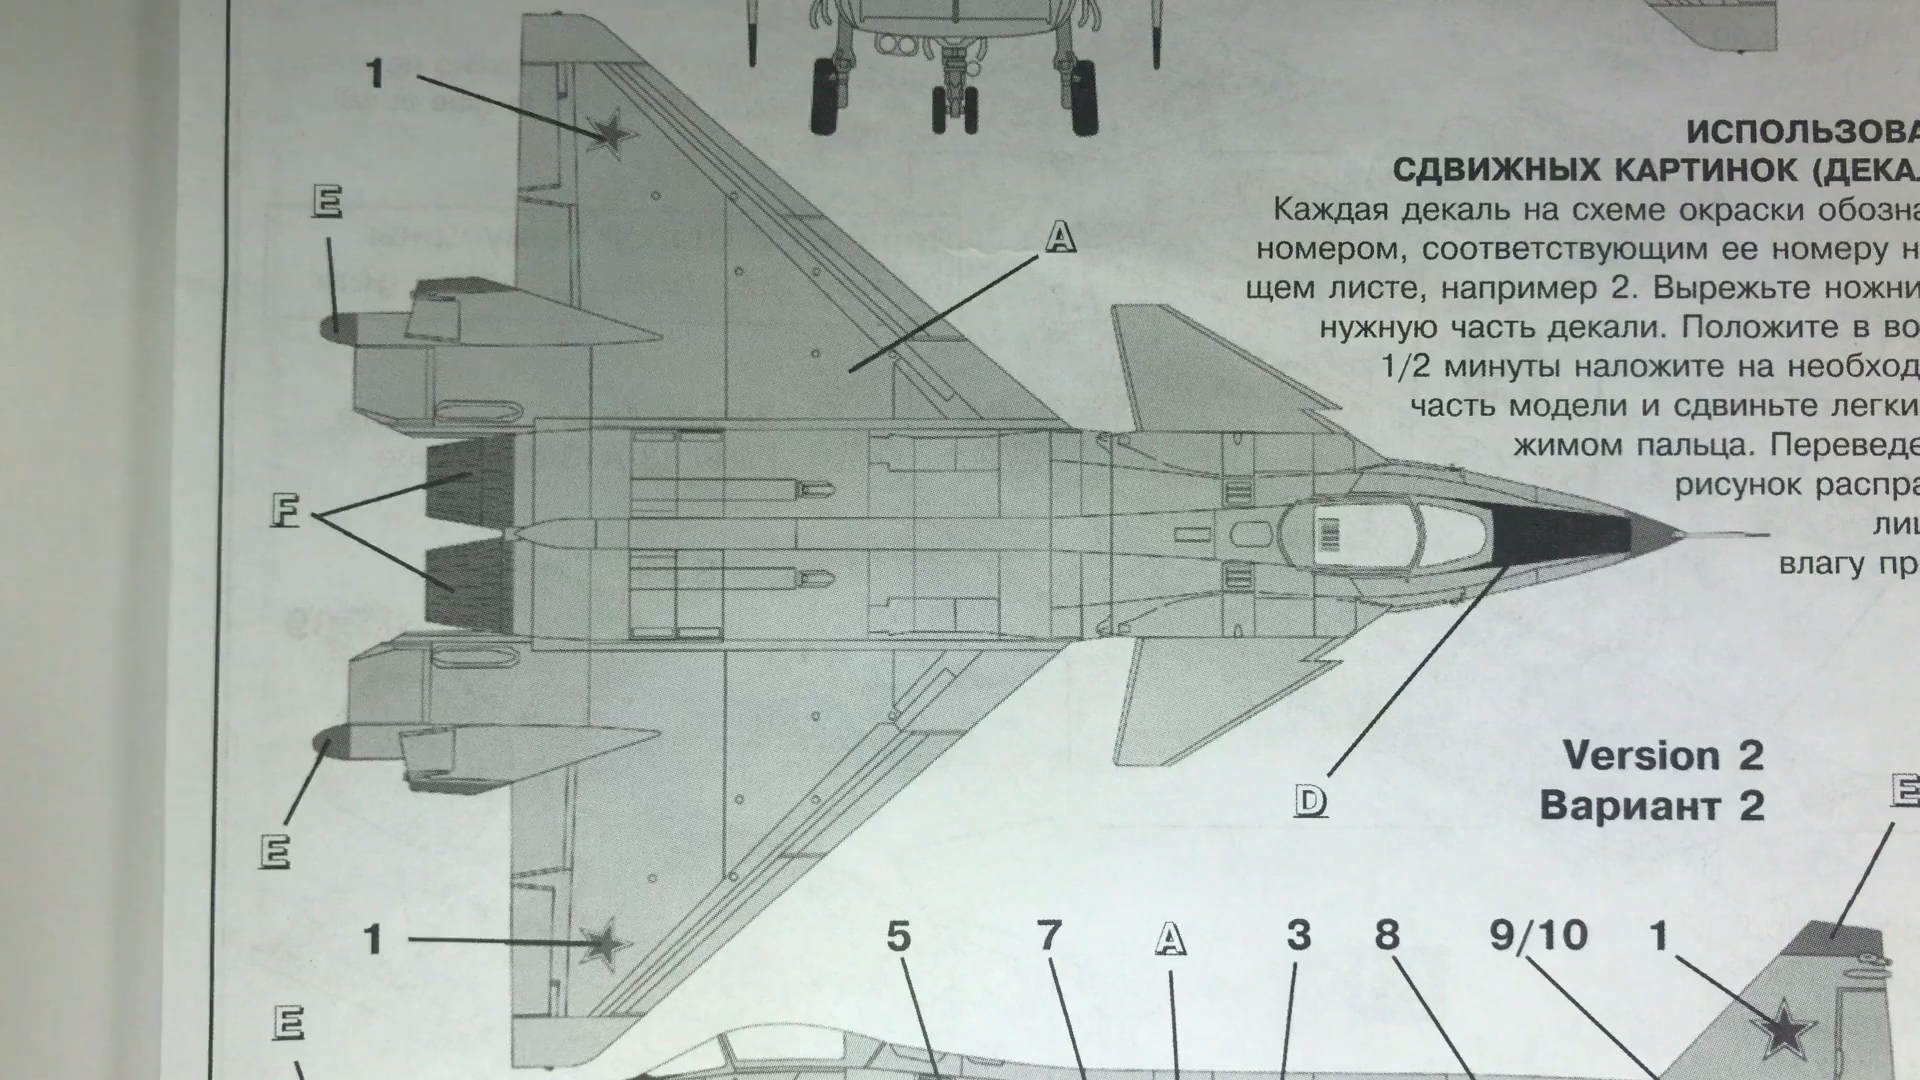 1
E
A
ИСПОЛЬЗОВА
СДВИЖНЫХ КАРТИНОК (ДЕКА
Каждая декаль на схеме окраски обозна
номером, соответствующим ее номеру н
щем листе, например 2. Вырежьте ножни
нужную часть декали. Положите в во
1/2 минуты наложите на необход
часть модели и сдвиньте легки
жимом пальца. Переведе
рисунок распра
F
влагу пр
Version 2
Вариант 2
E
D
E
1
5 7 A 3 8 9/10 1
E